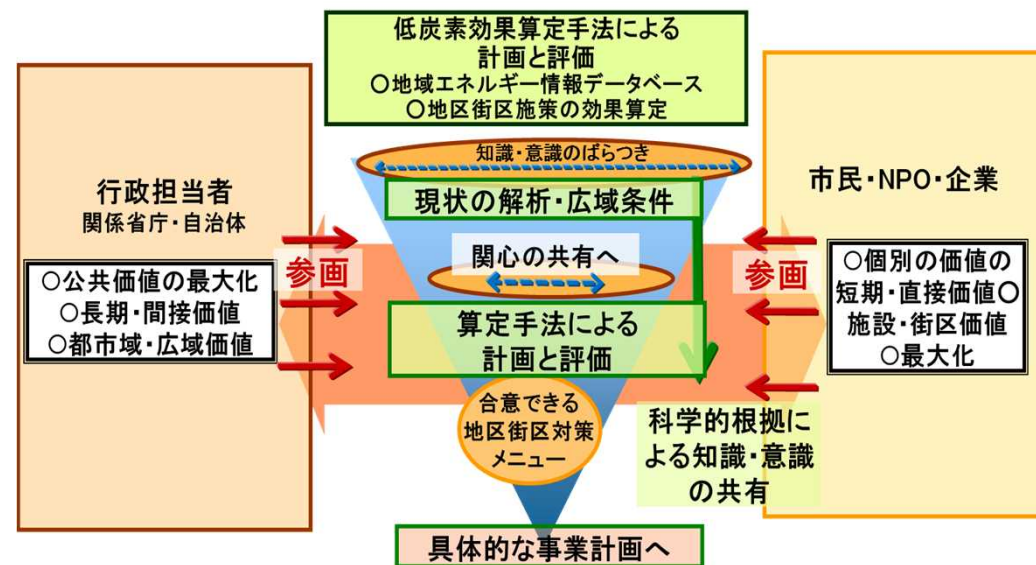 低炭素効果算定手法による
計画と評価
○地域エネルギー情報データベース
○地区街区施策の効果算定
行政担当者
関係省庁・自治体
○公共価値の最大化
○長期・間接価値
○都市域・広域価値
参画
知識・意識のばらつき
現状の解析・広域条件
関心の共有へ
算定手法による
計画と評価
合意できる
地区街区対策
メニュー
具体的な事業計画へ
市民・NPO・企業
参画
○個別の価値の
短期・直接価値○
施設・街区価値
○最大化
科学的根拠に
よる知識・意識
の共有